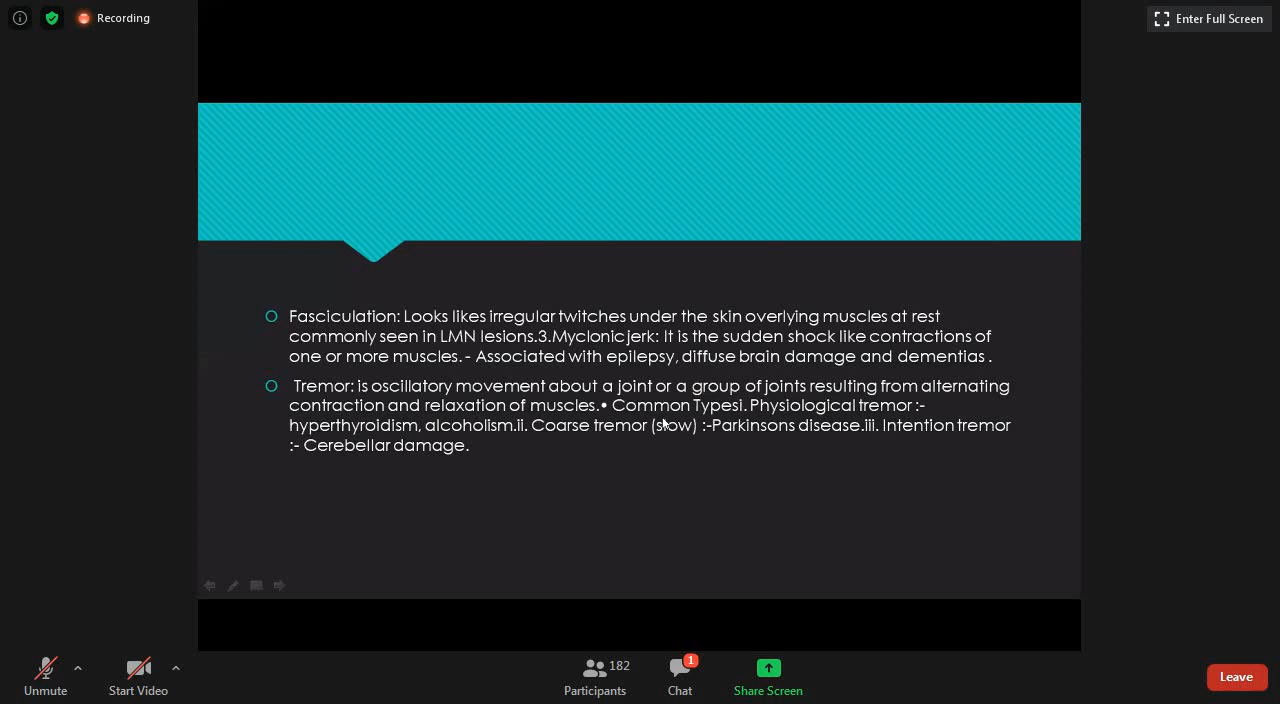 Recording
Enter Full Screen
Fasciculation: Looks likes irregular twitches under the skin overlying muscles at rest
commonly seen in LMN lesions.3.Myclonic jerk: It is the sudden shock like contractions of
one or more muscles. - Associated with epilepsy, diffuse brain damage and dementias .
Tremor: is oscillatory movement about a joint or a group of joints resulting from alternating
contraction and relaxation of muscles.• Common Typesi. Physiological tremor :-
hyperthyroidism, alcoholism.ii. Coarse tremor (slow) :-Parkinsons disease.iii. Intention tremor
:- Cerebellar damage.
182
1
Unmute
Start Video
Participants
Chat
Share Screen
Leave